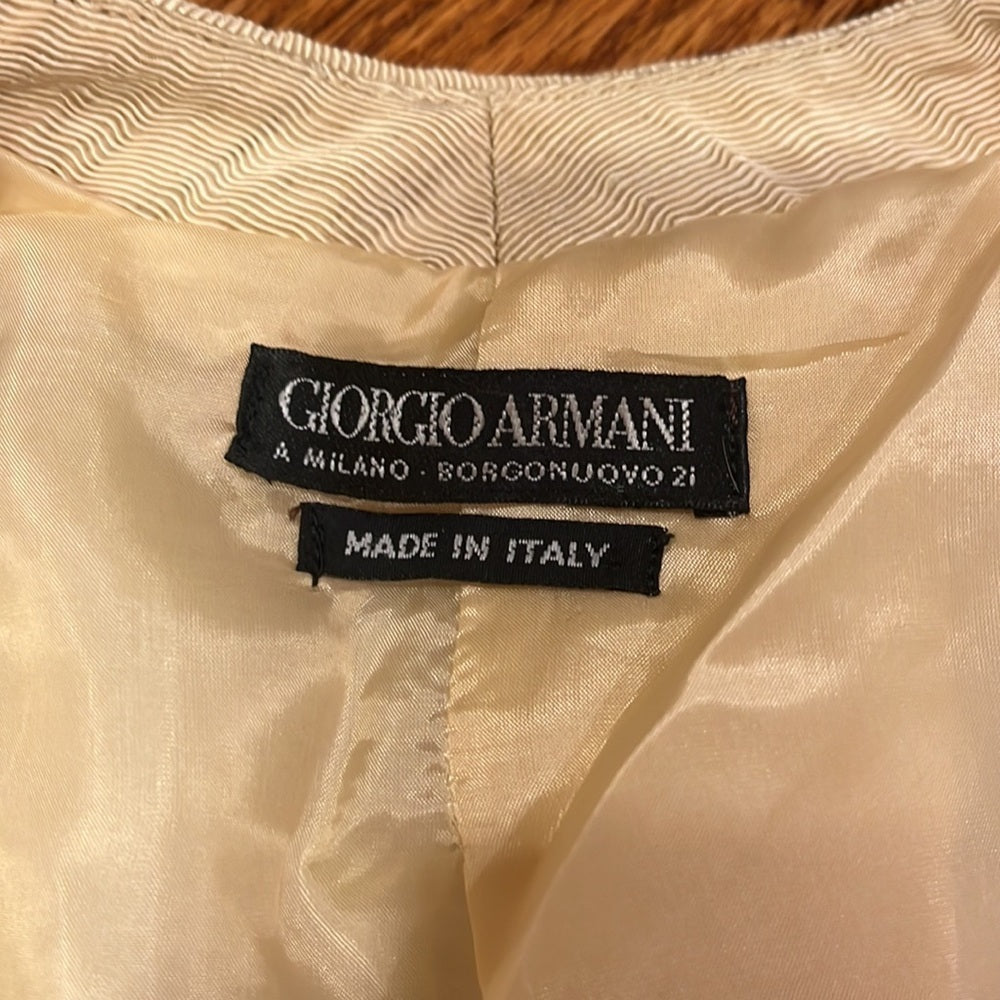 GIORGIO ARMANI
A MILANO · BORGONUOVO 21
MADE IN ITALY